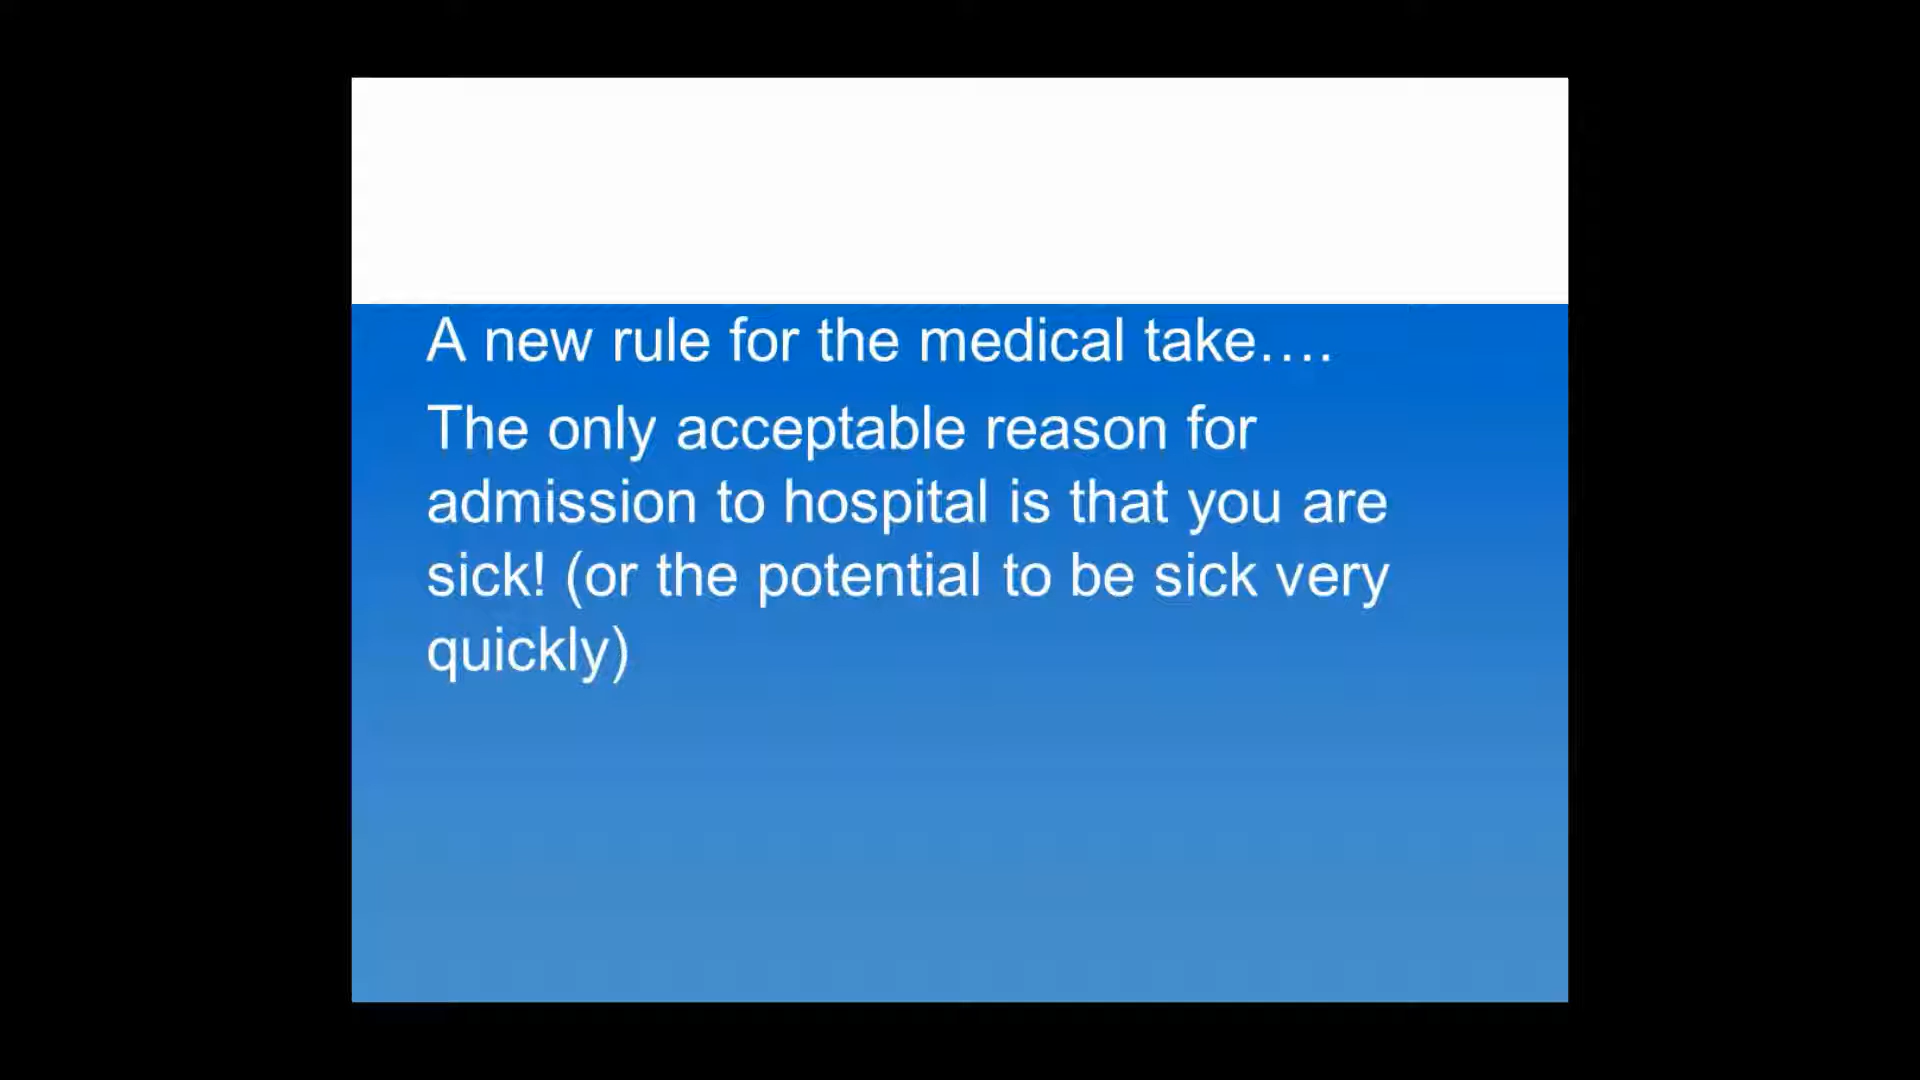 A new rule for the medical take….
The only acceptable reason for
admission to hospital is that you are
sick! (or the potential to be sick very
quickly)